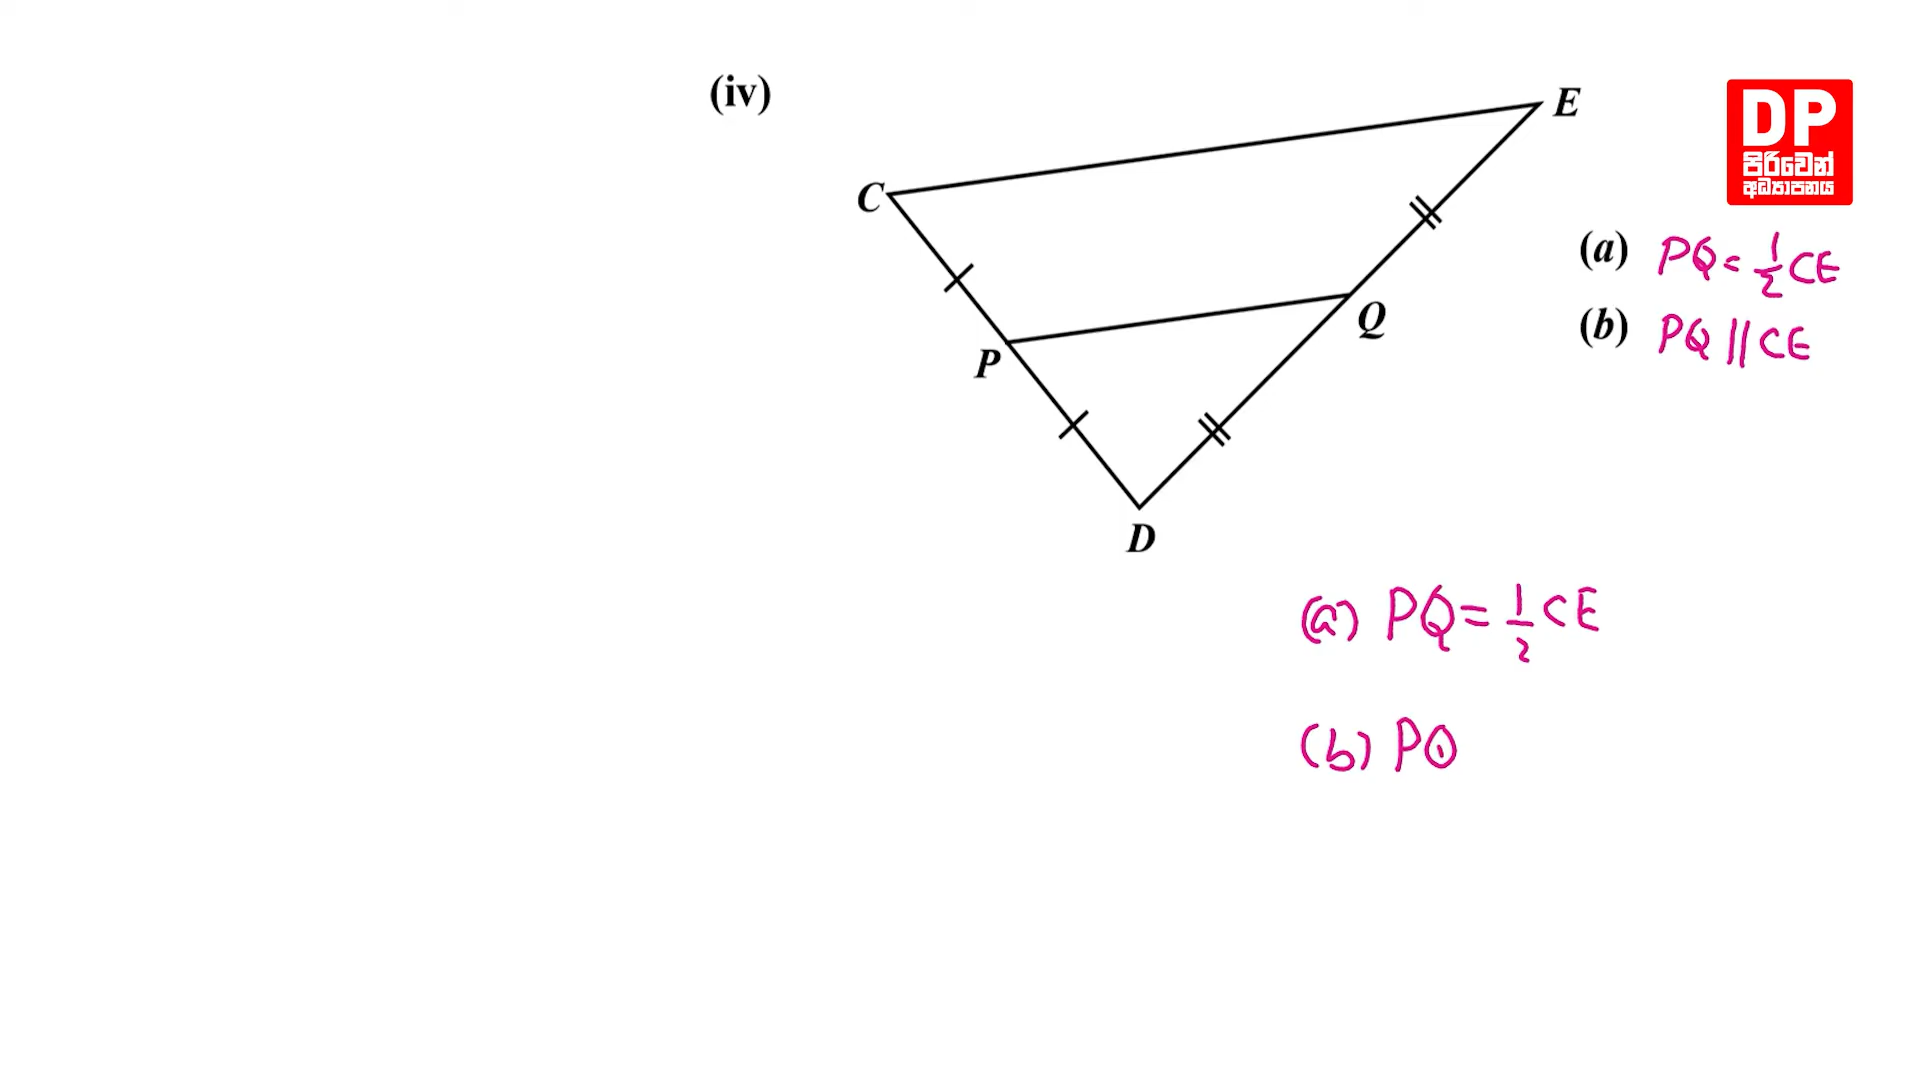 (iv)
E
DP
පිරිවෙන්
අධ්‍යාපනය
C
(a) PQ = 1/2 CE
Q
(b) PQ || CE
P
D
(a) PQ = 1/2 CE
(b) PQ